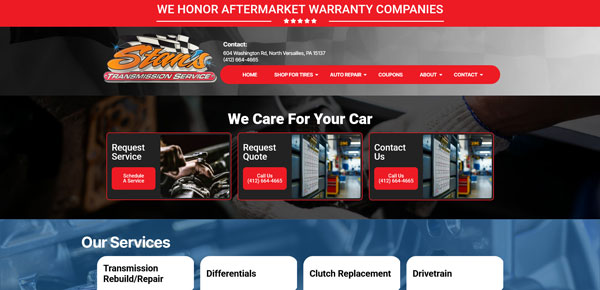 WE HONOR AFTERMARKET WARRANTY COMPANIES
Stan's
TRANSMISSION SERVICE
Contact:
604 Washington Rd, North Versailles, PA 15137
(412) 664-4665
HOME SHOP FOR TIRES AUTO REPAIR COUPONS ABOUT CONTACT
We Care For Your Car
Request
Service
Schedule
A Service
Request
Quote
Call Us
(412) 664-4665
Contact
Us
Call Us
(412) 664-4665
Our Services
Transmission
Rebuild/Repair
Differentials
Clutch Replacement
Drivetrain